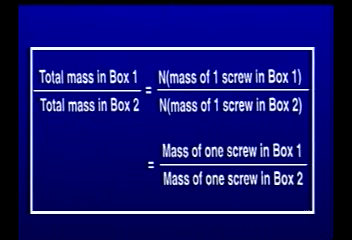 Total mass in Box 1 = N(mass of 1 screw in Box 1)
Total mass in Box 2 N(mass of 1 screw in Box 2)
= Mass of one screw in Box 1
Mass of one screw in Box 2